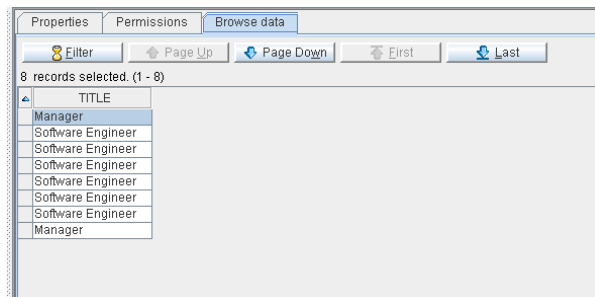 Properties Permissions Browse data
Filter Page Up Page Down First Last
8 records selected. (1 - 8)
TITLE
Manager
Software Engineer
Software Engineer
Software Engineer
Software Engineer
Software Engineer
Software Engineer
Manager